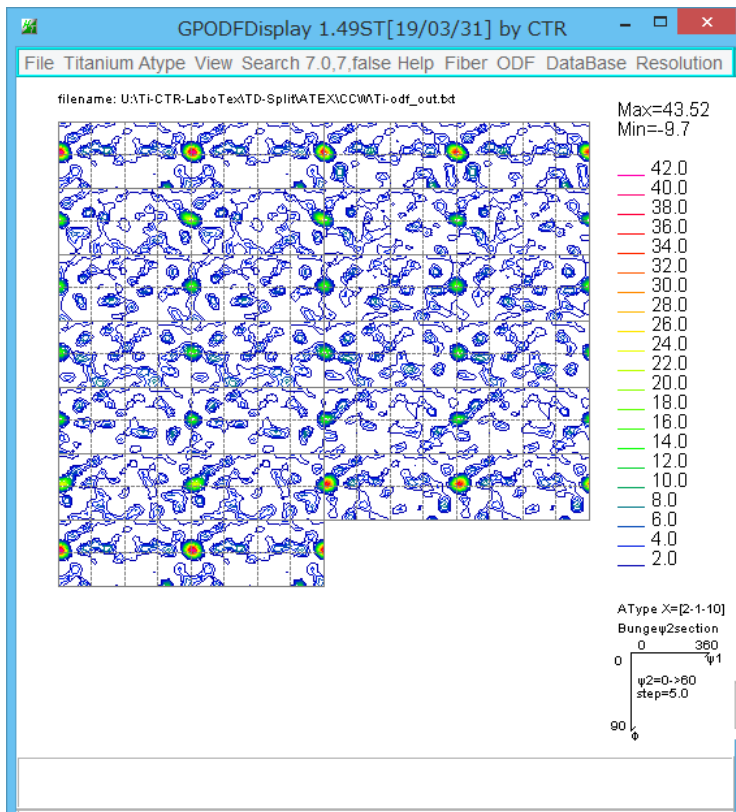 GPODFDisplay 1.49ST[19/03/31] by CTR
File Titanium Atype View Search 7.0,7,false Help Fiber ODF DataBase Resolution
filename: U:\Ti-CTR-LaboTex\TD-Split\ATEX\CCW\Ti-odf_out.txt
Max=43.52
Min=-9.7
42.0
40.0
38.0
36.0
34.0
32.0
30.0
28.0
26.0
24.0
22.0
20.0
18.0
16.0
14.0
12.0
10.0
8.0
6.0
4.0
2.0
AType X=[2-1-10]
Bungeψ2section
0 360
0 ψ1
ψ2=0->60
step=5.0
90
Φ